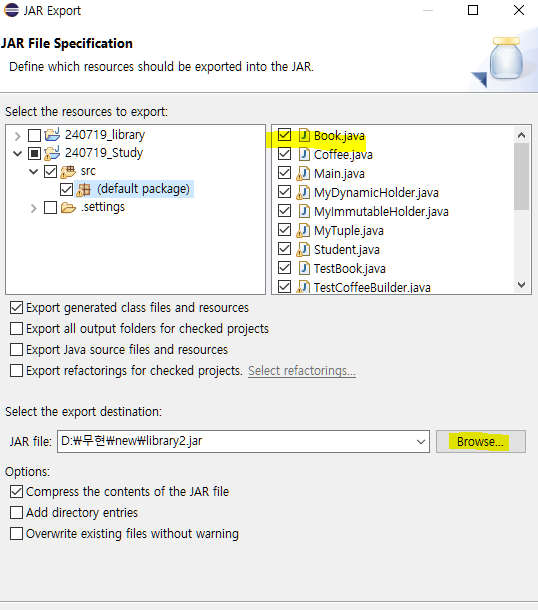 JAR Export
JAR File Specification
Define which resources should be exported into the JAR.
Select the resources to export:
240719_library
240719_Study
src
(default package)
.settings
Book.java
Coffee.java
Main.java
MyDynamicHolder.java
MyImmutableHolder.java
MyTuple.java
Student.java
TestBook.java
TestCoffeeBuilder.java
Export generated class files and resources
Export all output folders for checked projects
Export Java source files and resources
Export refactorings for checked projects. Select refactorings...
Select the export destination:
JAR file: D:₩무현₩new₩library2.jar Browse...
Options:
Compress the contents of the JAR file
Add directory entries
Overwrite existing files without warning